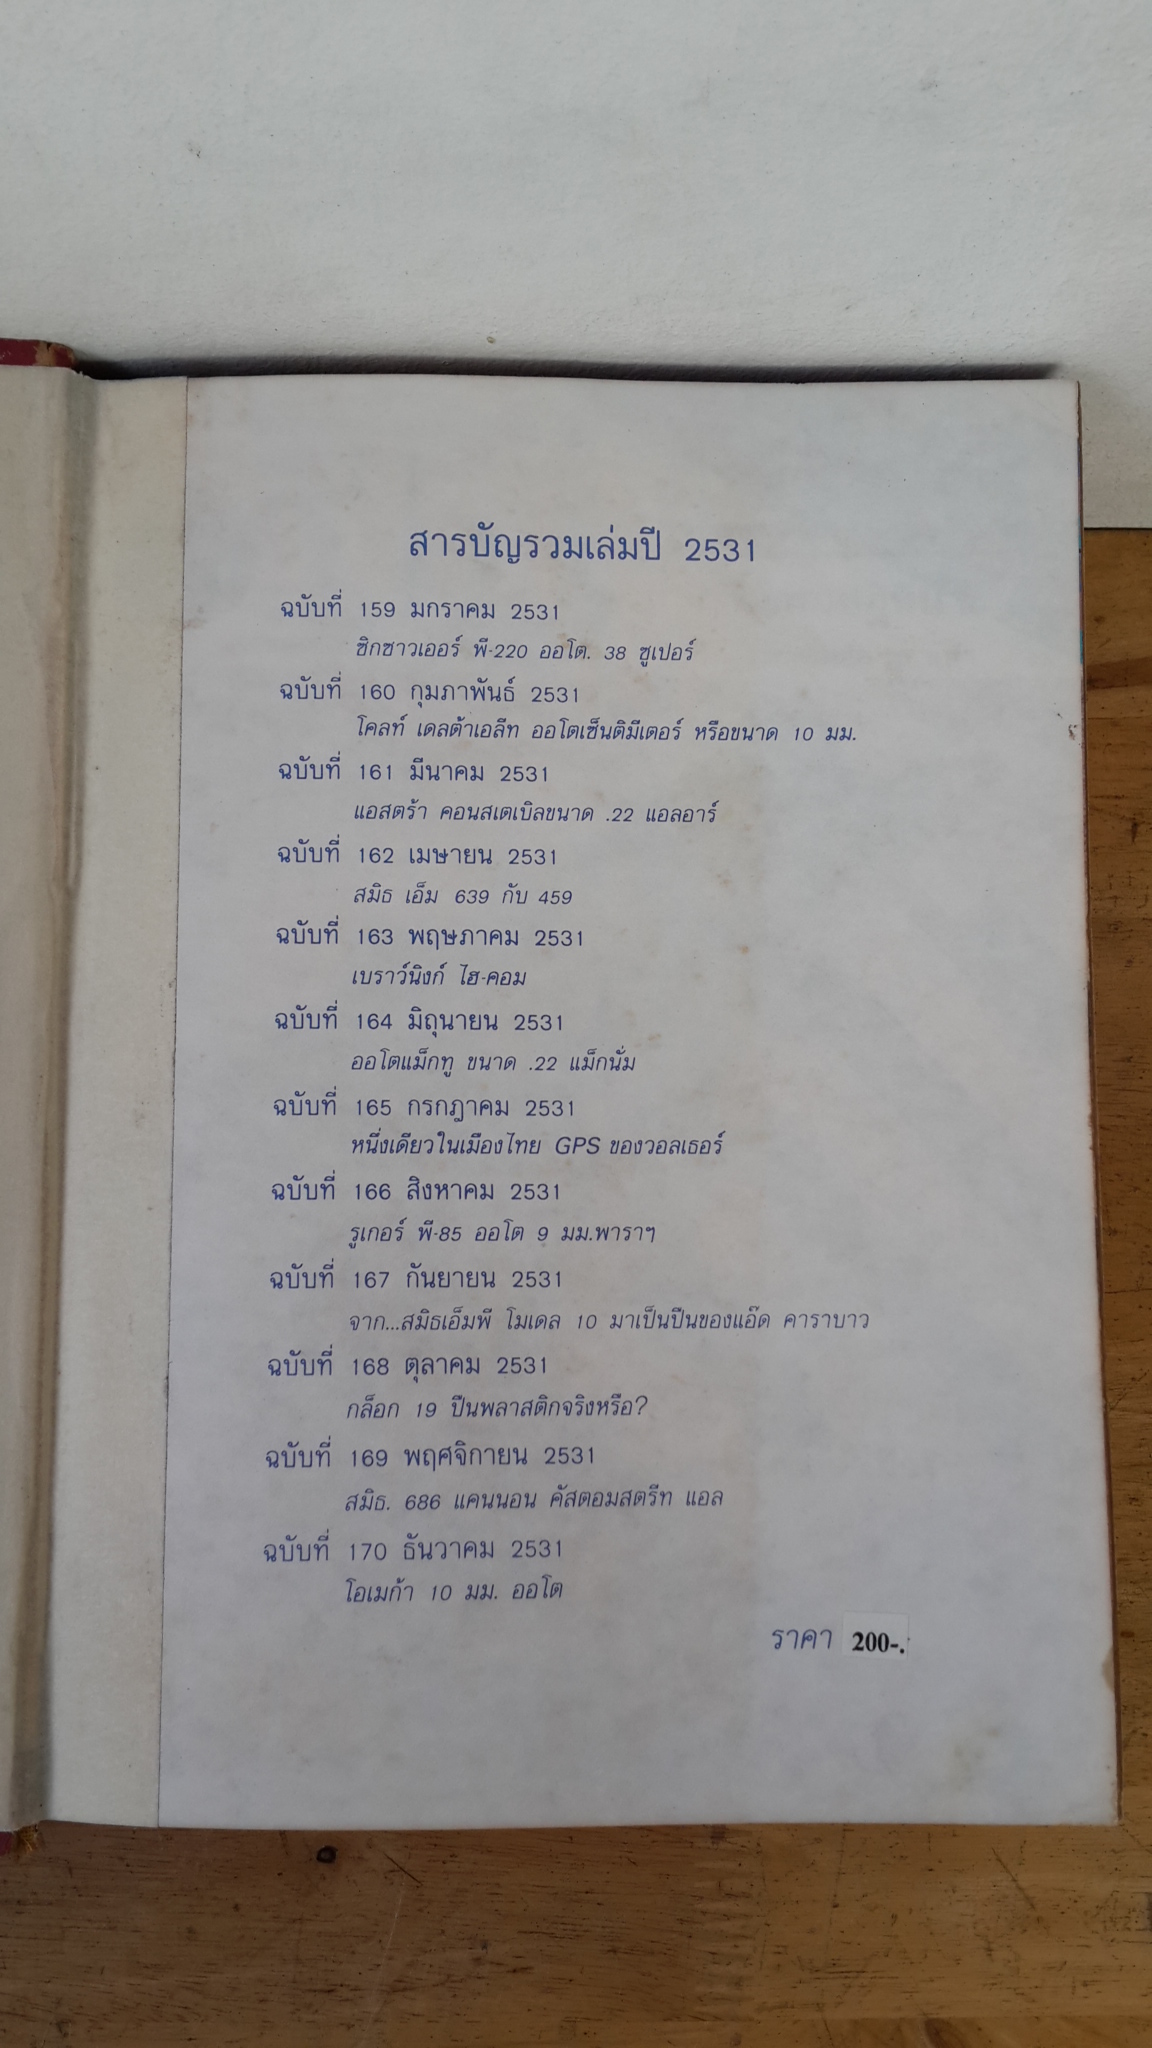 สารบัญรวมเล่มปี 2531
ฉบับที่ 159 มกราคม 2531
ซิกซาวเออร์ พี-220 ออโต. 38 ซูเปอร์
ฉบับที่ 160 กุมภาพันธ์ 2531
โคลท์ เดลต้าเอลีท ออโตเซ็นติมีเตอร์ หรือขนาด 10 มม.
ฉบับที่ 161 มีนาคม 2531
แอสตร้า คอนสเตเบิลขนาด .22 แอลอาร์
ฉบับที่ 162 เมษายน 2531
สมิธ เอ็ม 639 กับ 459
ฉบับที่ 163 พฤษภาคม 2531
เบราว์นิงก์ ไฮ-คอม
ฉบับที่ 164 มิถุนายน 2531
ออโตแม็กทู ขนาด .22 แม็กนั่ม
ฉบับที่ 165 กรกฎาคม 2531
หนึ่งเดียวในเมืองไทย GPS ของวอลเธอร์
ฉบับที่ 166 สิงหาคม 2531
รูเกอร์ พี-85 ออโต 9 มม.พาราฯ
ฉบับที่ 167 กันยายน 2531
จาก...สมิธเอ็มพี โมเดล 10 มาเป็นปืนของแอ๊ด คาราบาว
ฉบับที่ 168 ตุลาคม 2531
กล็อก 19 ปืนพลาสติกจริงหรือ?
ฉบับที่ 169 พฤศจิกายน 2531
สมิธ. 686 แคนนอน คัสตอมสตรีท แอล
ฉบับที่ 170 ธันวาคม 2531
โอเมก้า 10 มม. ออโต
ราคา 200-.